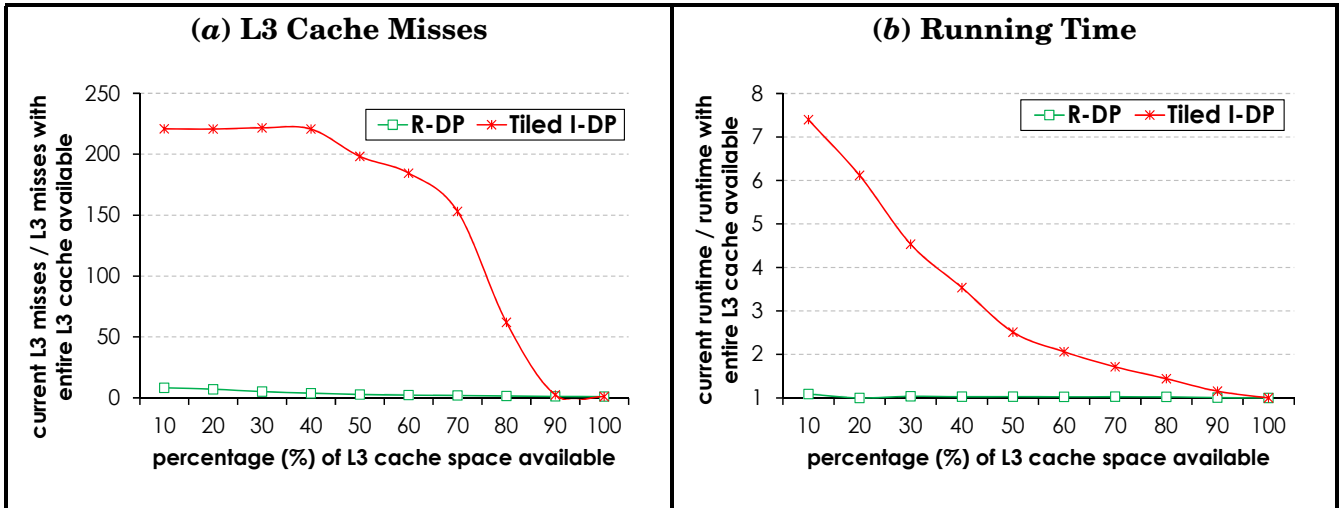 (a) L3 Cache Misses
current L3 misses / L3 misses with
entire L3 cache available
250
200
150
100
50
0
R-DP
Tiled I-DP
10 20 30 40 50 60 70 80 90 100
percentage (%) of L3 cache space available
(b) Running Time
current runtime / runtime with
entire L3 cache available
8
7
6
5
4
3
2
1
R-DP
Tiled I-DP
10 20 30 40 50 60 70 80 90 100
percentage (%) of L3 cache space available